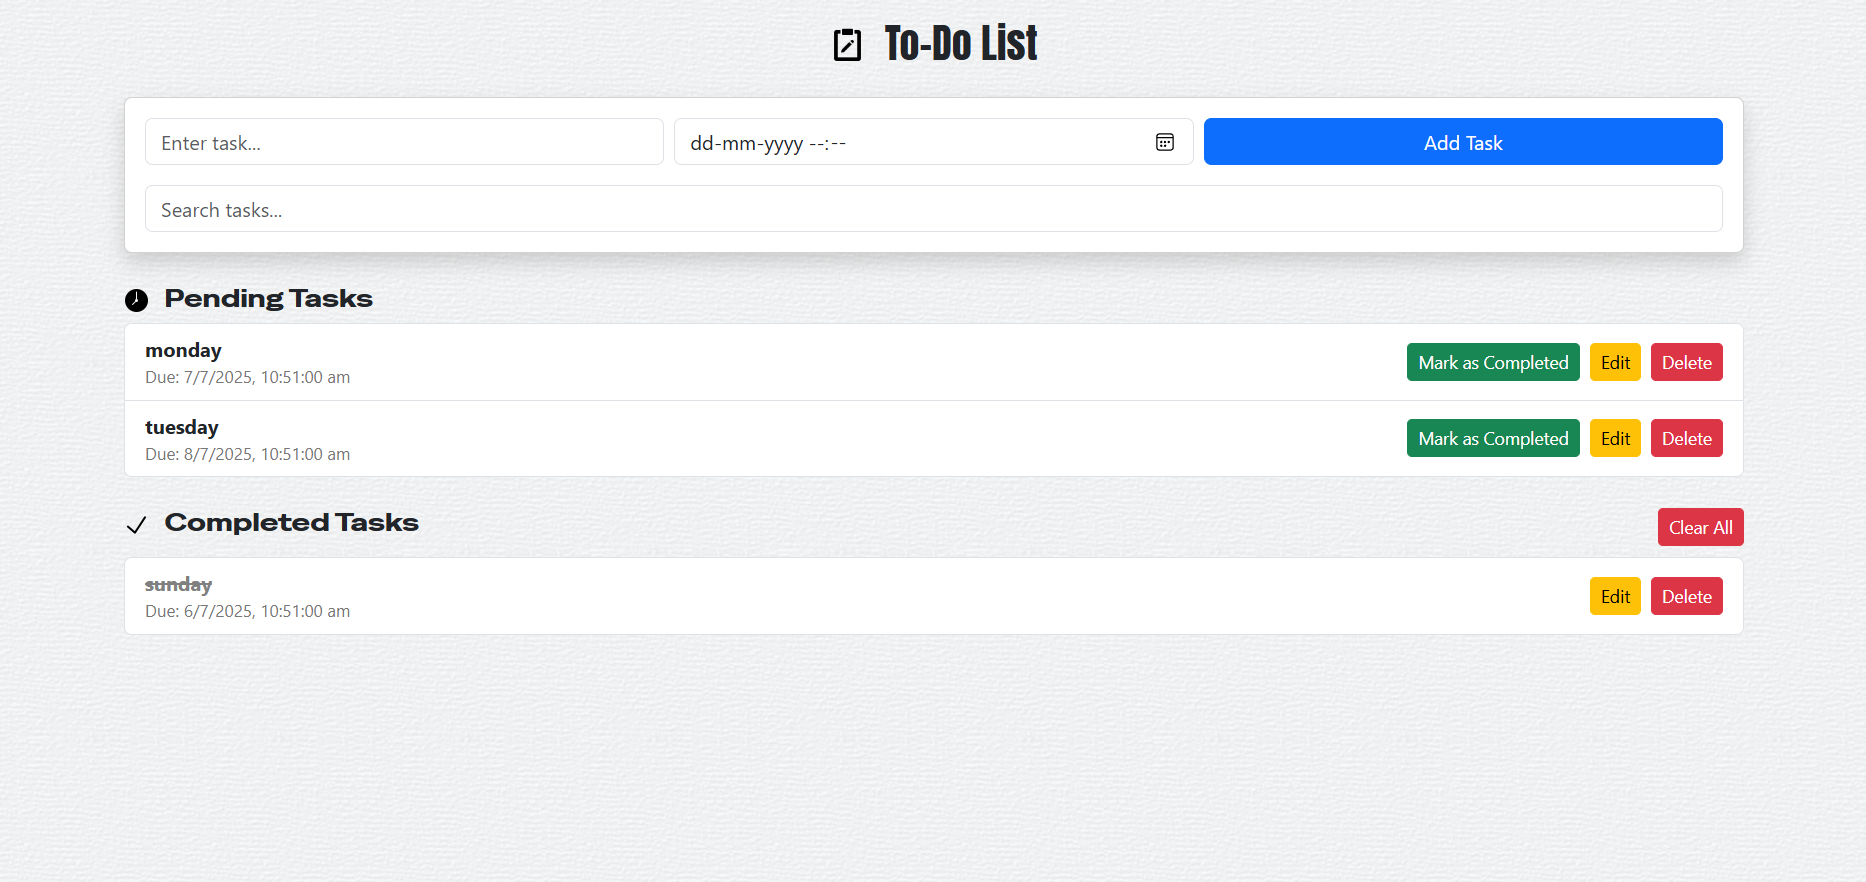 To-Do List
Enter task...
dd-mm-yyyy --:--
Add Task
Search tasks...
Pending Tasks
monday
Due: 7/7/2025, 10:51:00 am
Mark as Completed Edit Delete
tuesday
Due: 8/7/2025, 10:51:00 am
Mark as Completed Edit Delete
Completed Tasks
Clear All
sunday
Due: 6/7/2025, 10:51:00 am
Edit Delete